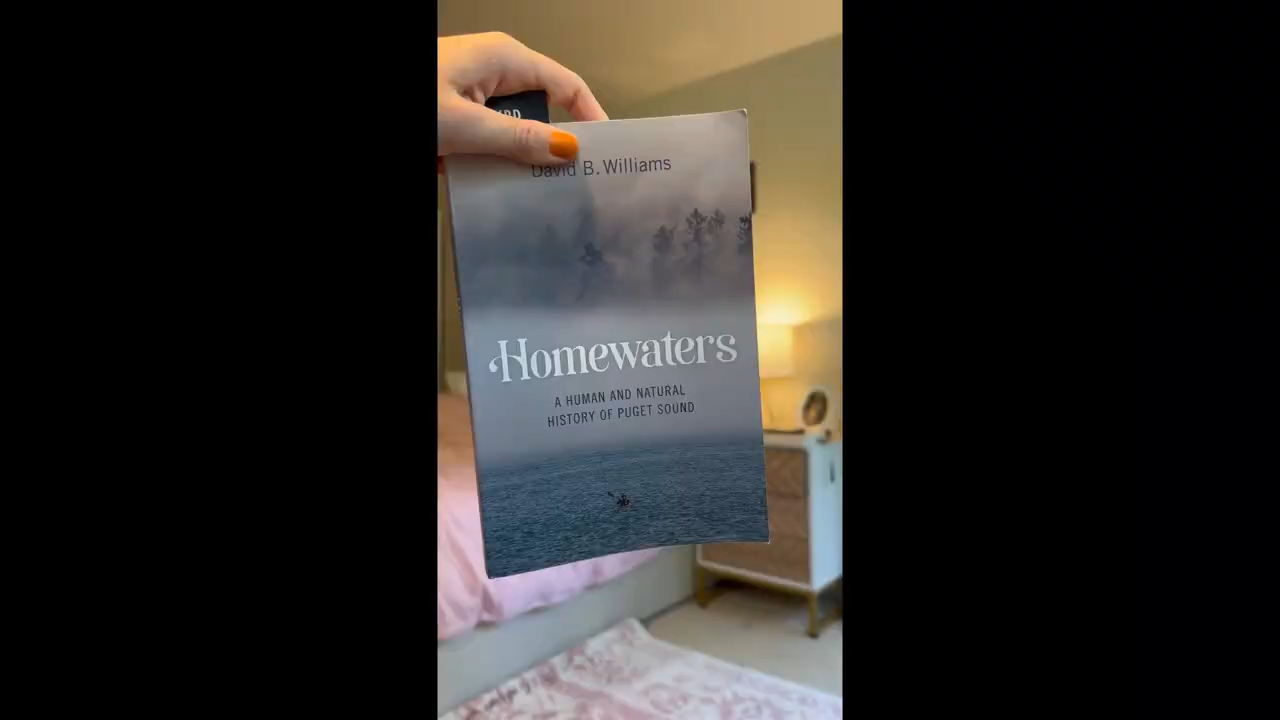 David B. Williams
Homewaters
A HUMAN AND NATURAL
HISTORY OF PUGET SOUND